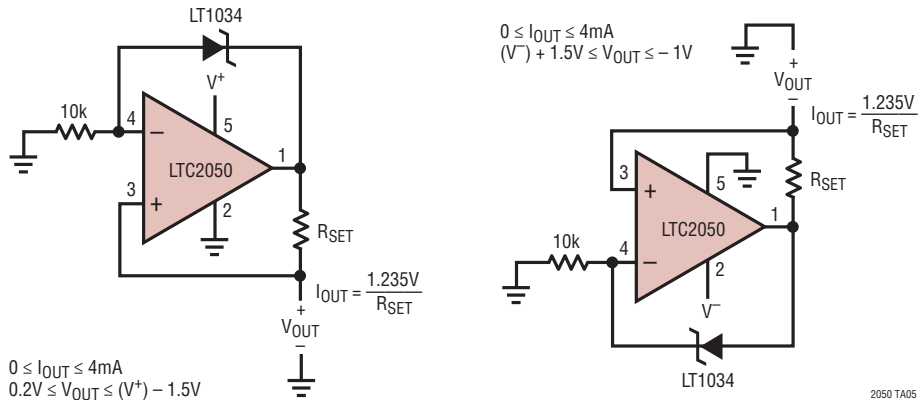 LT1034
V+
10k
4
–
5
1
LTC2050
3
+
2
RSET
IOUT = 1.235V
RSET
+
VOUT
–
0 ≤ IOUT ≤ 4mA
0.2V ≤ VOUT ≤ (V+) – 1.5V
0 ≤ IOUT ≤ 4mA
(V–) + 1.5V ≤ VOUT ≤ – 1V
+
VOUT
–
IOUT = 1.235V
RSET
3
+
5
RSET
1
LTC2050
10k
4
–
2
V–
LT1034
2050 TA05